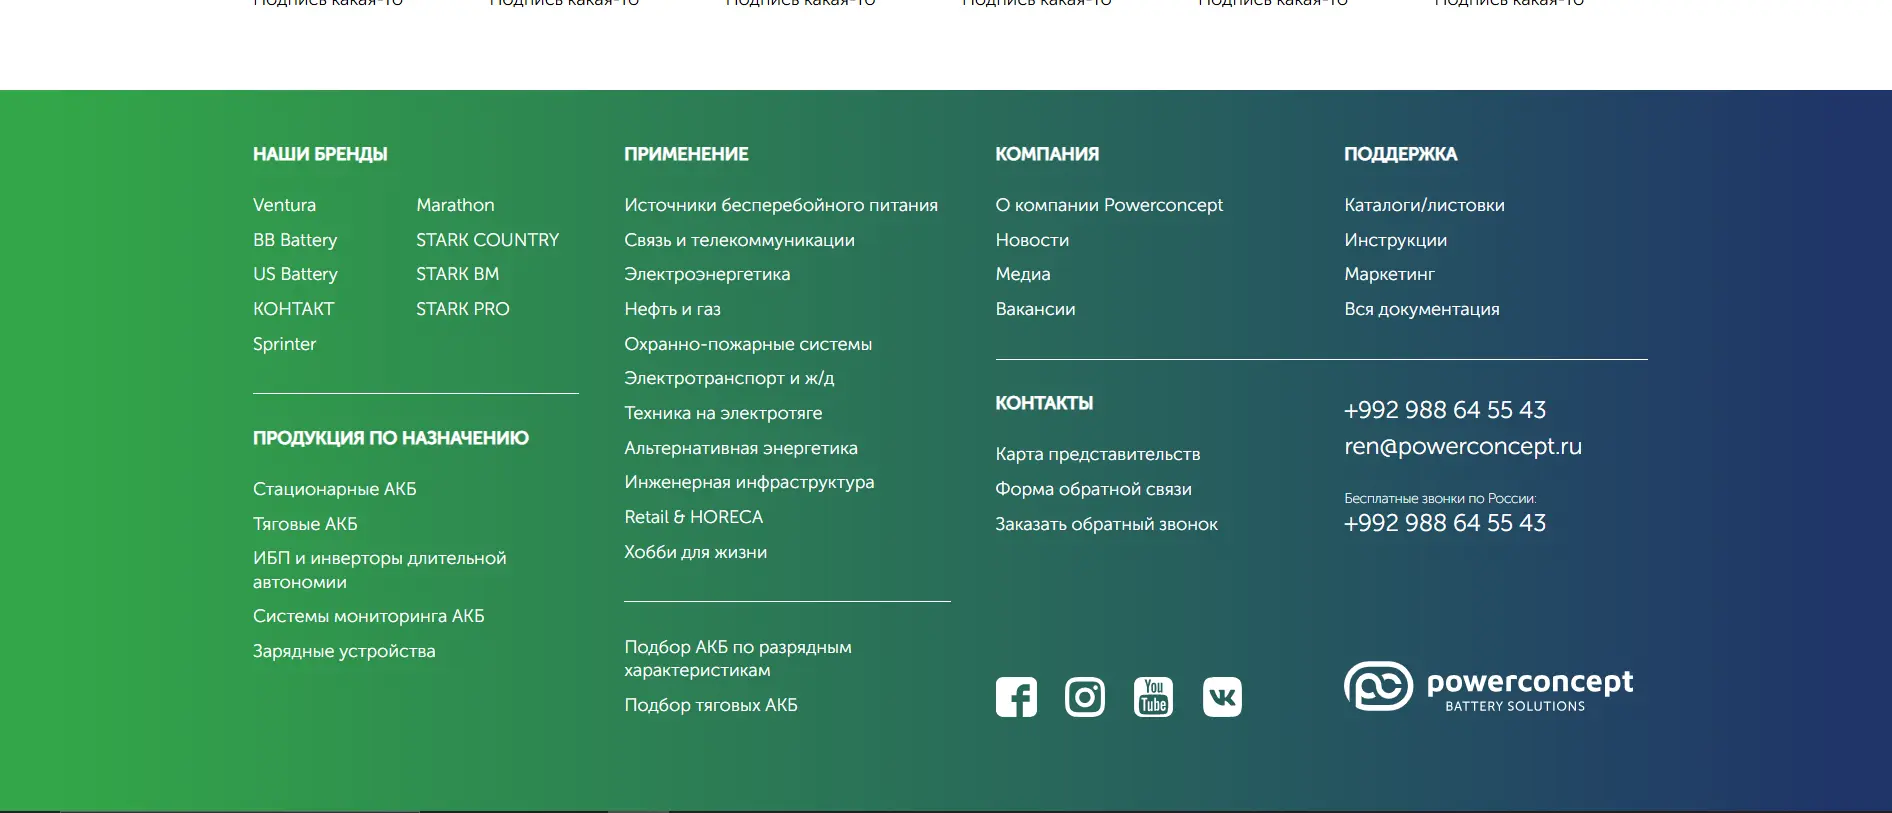 Подпись какая-то Подпись какая-то Подпись какая-то Подпись какая-то Подпись какая-то Подпись какая-то
НАШИ БРЕНДЫ
Ventura
BB Battery
US Battery
КОНТАКТ
Sprinter
Marathon
STARK COUNTRY
STARK BM
STARK PRO
ПРОДУКЦИЯ ПО НАЗНАЧЕНИЮ
Стационарные АКБ
Тяговые АКБ
ИБП и инверторы длительной
автономии
Системы мониторинга АКБ
Зарядные устройства
ПРИМЕНЕНИЕ
Источники бесперебойного питания
Связь и телекоммуникации
Электроэнергетика
Нефть и газ
Охранно-пожарные системы
Электротранспорт и ж/д
Техника на электротяге
Альтернативная энергетика
Инженерная инфраструктура
Retail & HORECA
Хобби для жизни
Подбор АКБ по разрядным
характеристикам
Подбор тяговых АКБ
КОМПАНИЯ
О компании Powerconcept
Новости
Медиа
Вакансии
ПОДДЕРЖКА
Каталоги/листовки
Инструкции
Маркетинг
Вся документация
КОНТАКТЫ
Карта представительств
Форма обратной связи
Заказать обратный звонок
+992 988 64 55 43
ren@powerconcept.ru
Бесплатные звонки по России:
+992 988 64 55 43
You
Tube
powerconcept
BATTERY SOLUTIONS